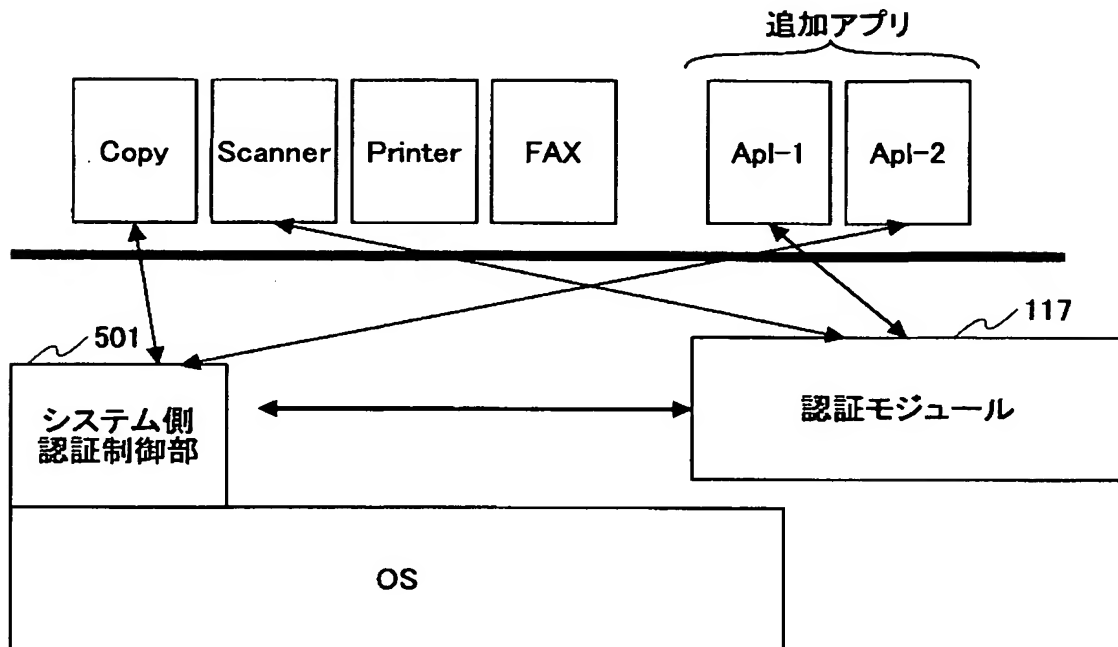 追加アプリ
Copy
Scanner
Printer
FAX
Apl-1
Apl-2
501
117
システム側
認証制御部
認証モジュール
OS